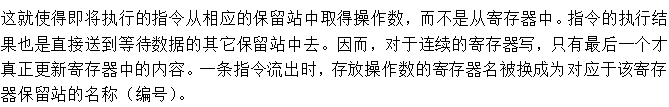 这就使得即将执行的指令从相应的保留站中取得操作数，而不是从寄存器中。指令的执行结
果也是直接送到等待数据的其它保留站中去。因而，对于连续的寄存器写，只有最后一个才
真正更新寄存器中的内容。一条指令流出时，存放操作数的寄存器名被换成为对应于该寄存
器保留站的名称（编号）。